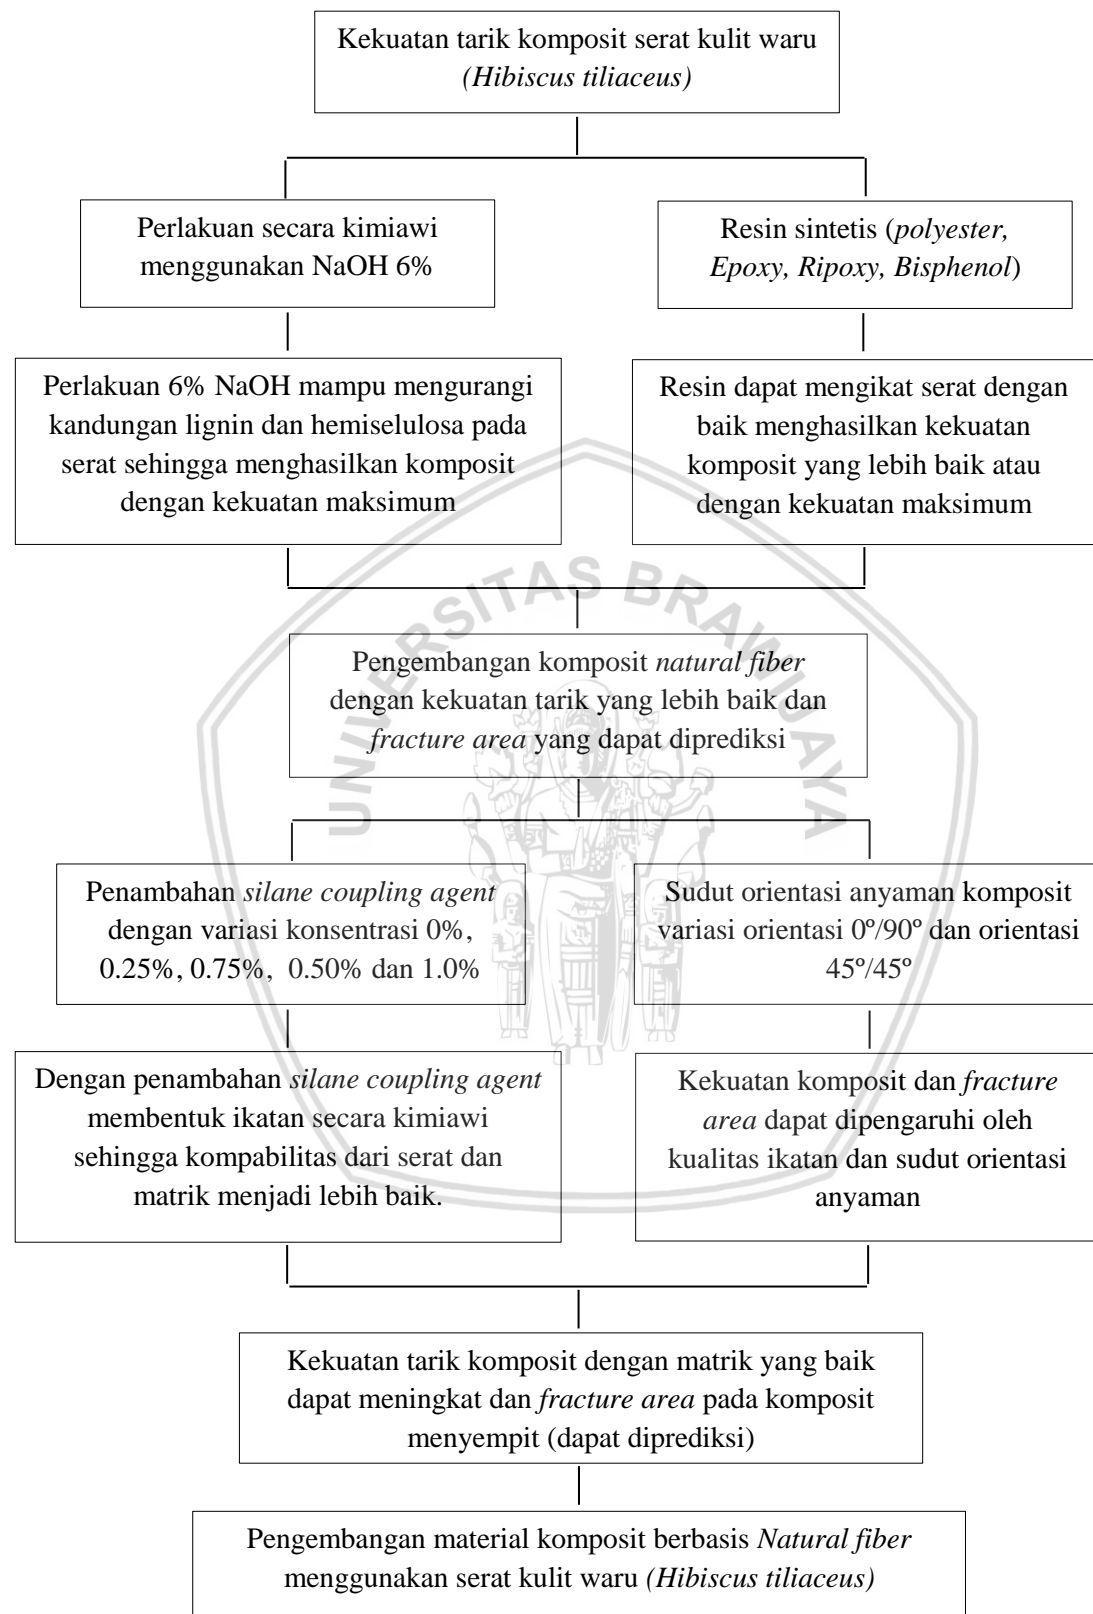 Kekuatan tarik komposit serat kulit waru
(Hibiscus tiliaceus)
Perlakuan secara kimiawi
menggunakan NaOH 6%
Resin sintetis (polyester,
Epoxy, Ripoxy, Bisphenol)
Perlakuan 6% NaOH mampu mengurangi
kandungan lignin dan hemiselulosa pada
serat sehingga menghasilkan komposit
dengan kekuatan maksimum
Resin dapat mengikat serat dengan
baik menghasilkan kekuatan
komposit yang lebih baik atau
dengan kekuatan maksimum
UNIVERSITAS BRAWIJAYA
Pengembangan komposit natural fiber
dengan kekuatan tarik yang lebih baik dan
fracture area yang dapat diprediksi
Penambahan silane coupling agent
dengan variasi konsentrasi 0%,
0.25%, 0.75%,  0.50% dan 1.0%
Sudut orientasi anyaman komposit
variasi orientasi 0º/90º dan orientasi
45º/45º
Dengan penambahan silane coupling agent
membentuk ikatan secara kimiawi
sehingga kompabilitas dari serat dan
matrik menjadi lebih baik.
Kekuatan komposit dan fracture
area dapat dipengaruhi oleh
kualitas ikatan dan sudut orientasi
anyaman
Kekuatan tarik komposit dengan matrik yang baik
dapat meningkat dan fracture area pada komposit
menyempit (dapat diprediksi)
Pengembangan material komposit berbasis Natural fiber
menggunakan serat kulit waru (Hibiscus tiliaceus)